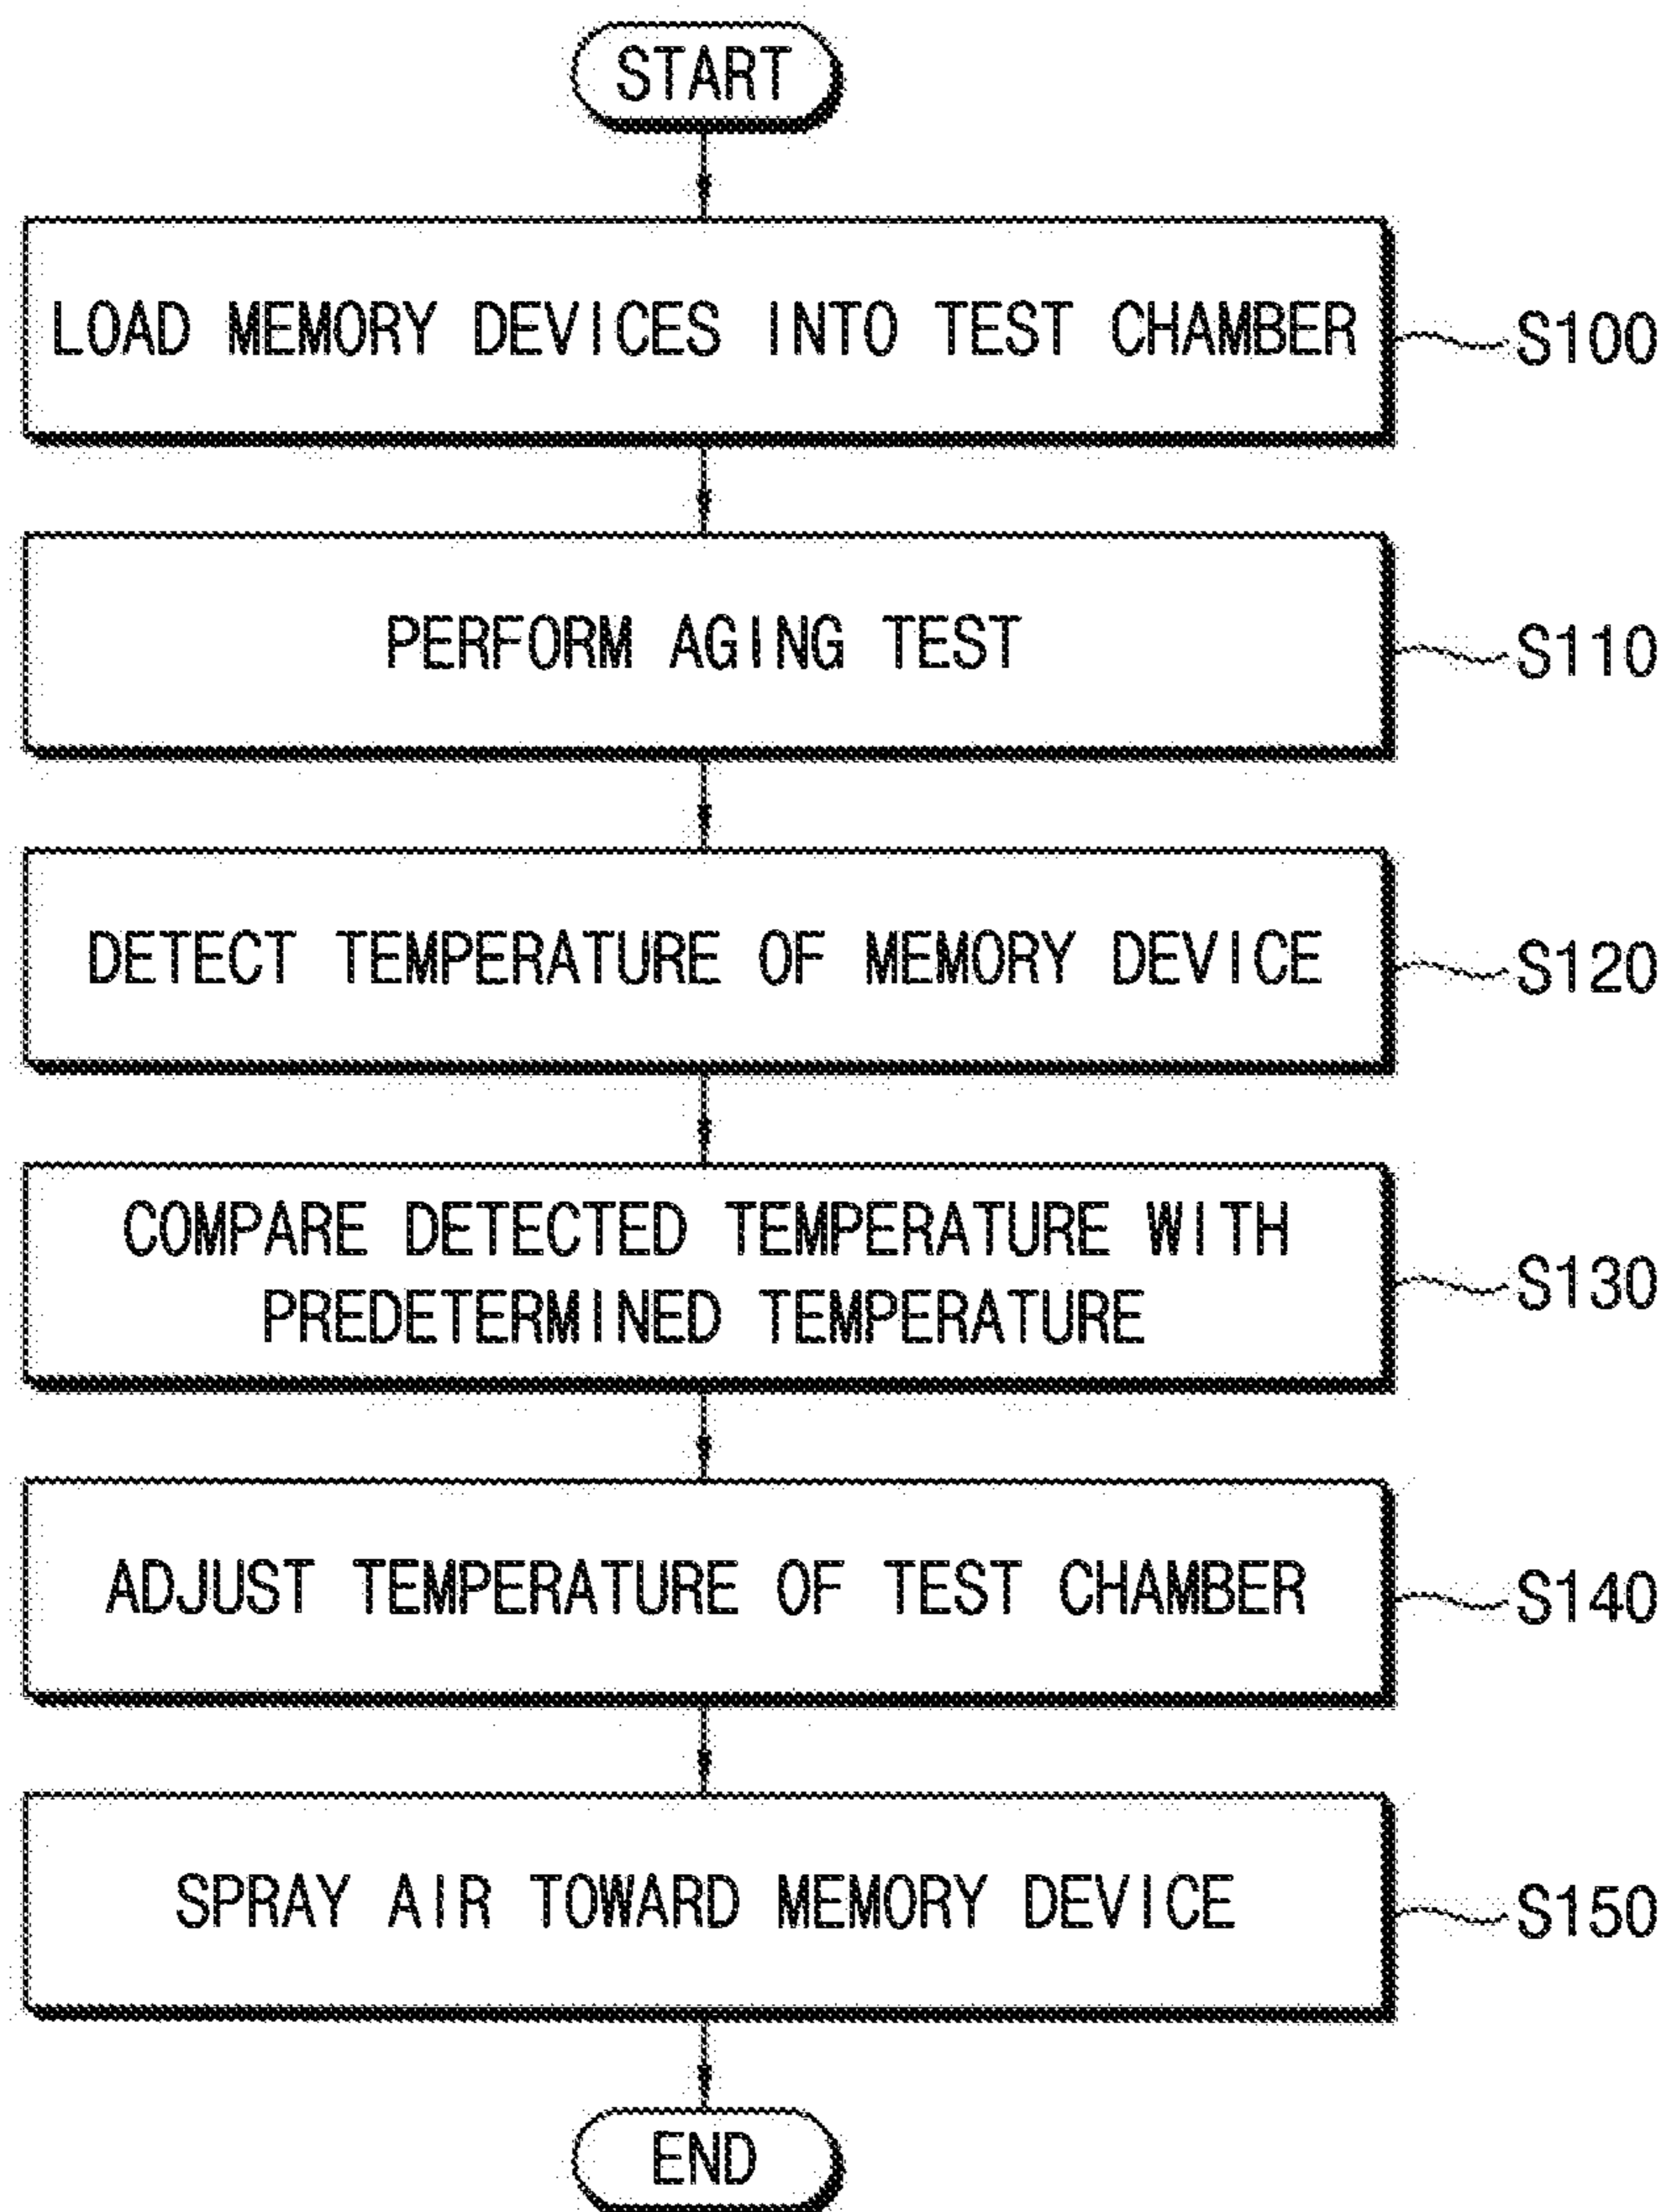 START
LOAD MEMORY DEVICES INTO TEST CHAMBER
S100
PERFORM AGING TEST
S110
DETECT TEMPERATURE OF MEMORY DEVICE
S120
COMPARE DETECTED TEMPERATURE WITH
PREDETERMINED TEMPERATURE
S130
ADJUST TEMPERATURE OF TEST CHAMBER
S140
SPRAY AIR TOWARD MEMORY DEVICE
S150
END